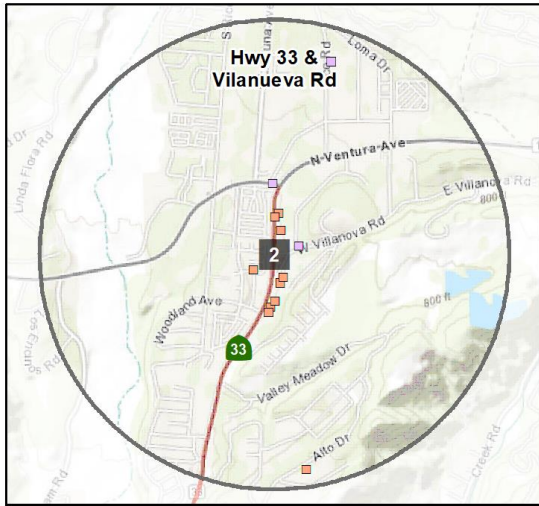 Hwy 33 &
Vilanueva Rd
Loma Dr
Linda Flora Rd
N Ventura Ave
E Villanova Rd
800
W Villanova Rd
2
Woodland Ave
800 ft
33
Valley Meadow Dr
Alto Dr
Creek Rd